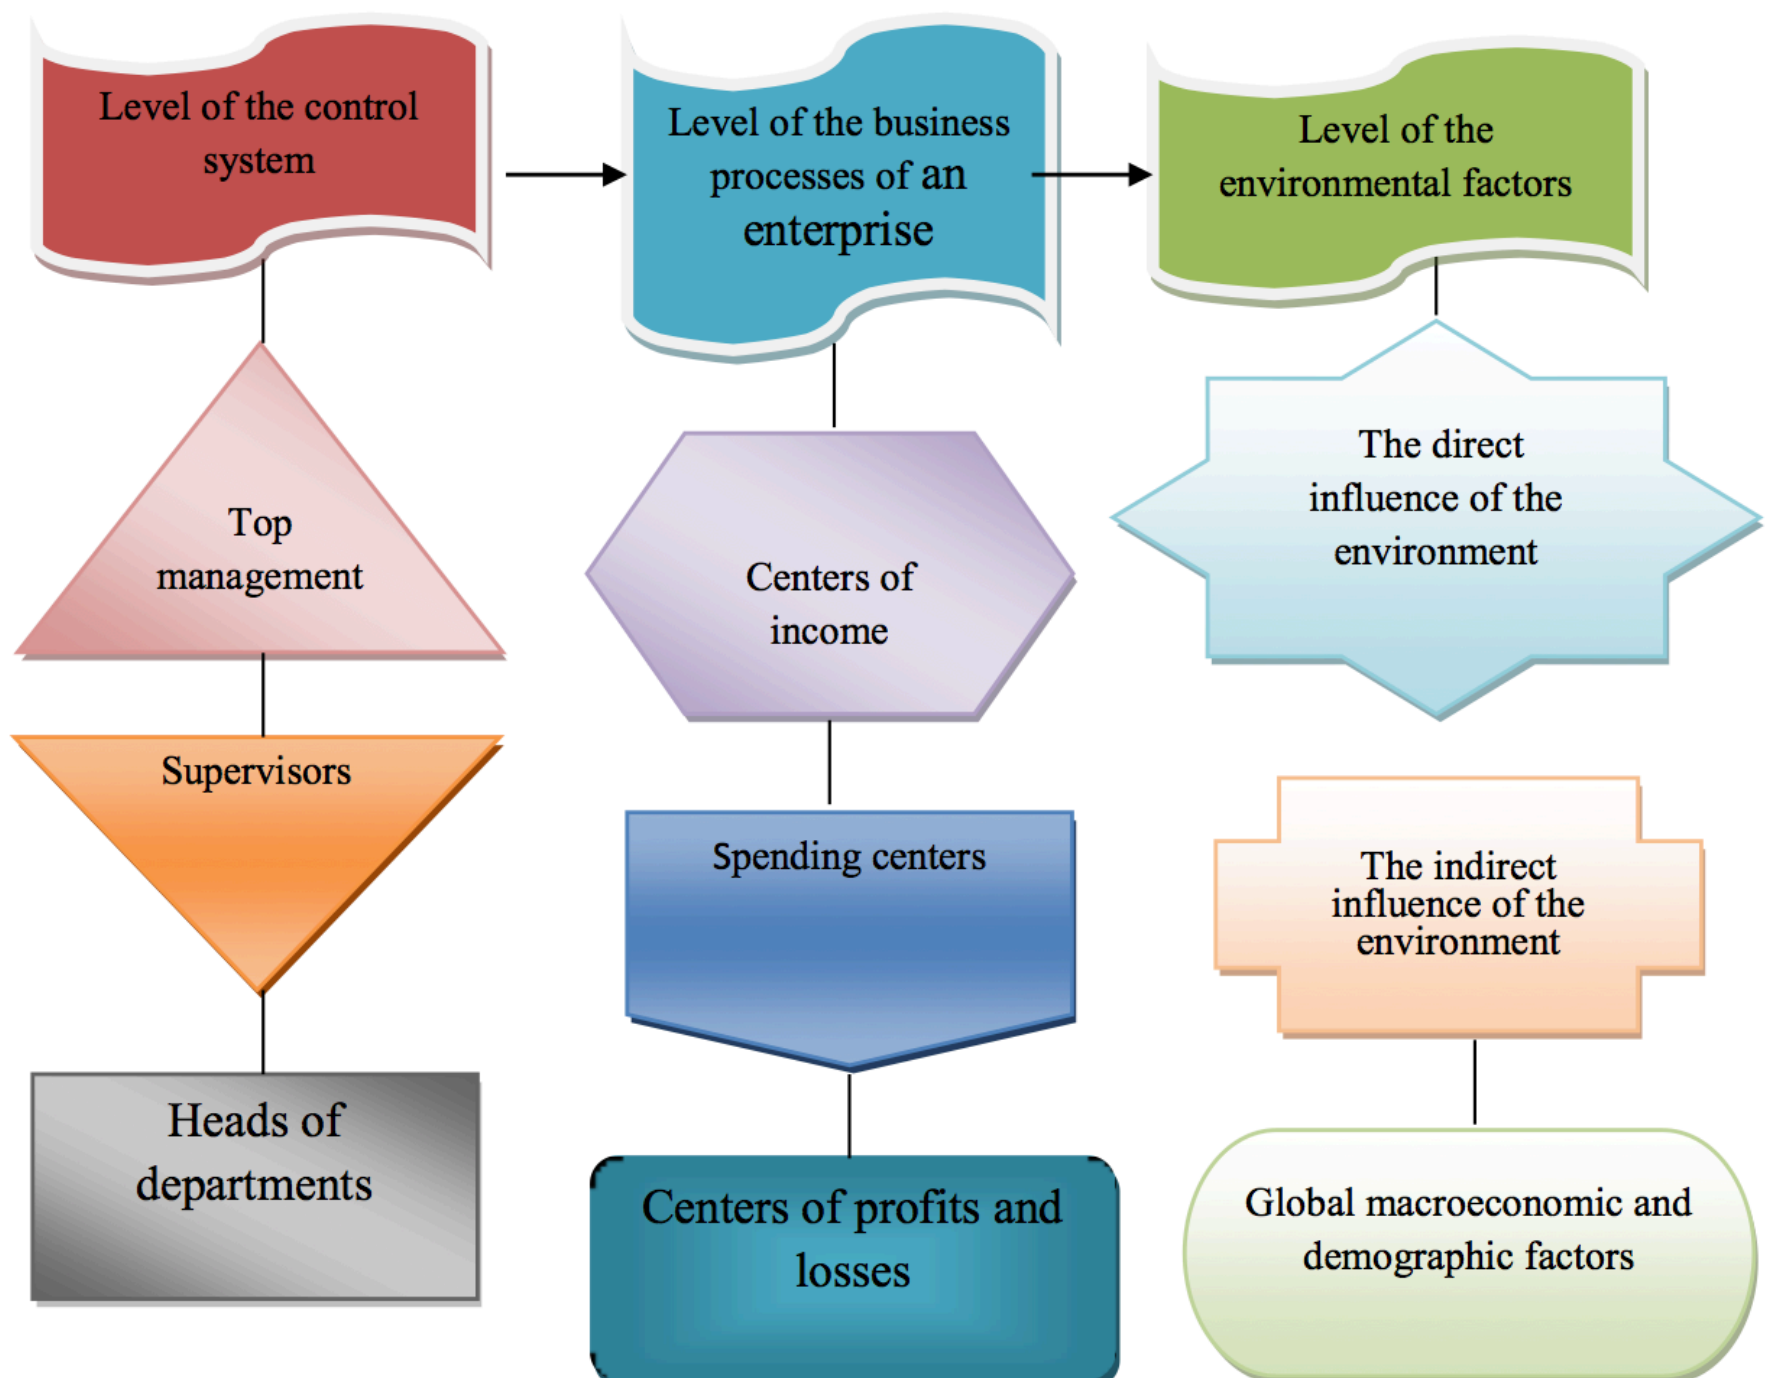 Level of the control
system
Level of the business
processes of an
enterprise
Level of the
environmental factors
Top
management
Centers of
income
The direct
influence of the
environment
Supervisors
Spending centers
The indirect
influence of the
environment
Heads of
departments
Centers of profits and
losses
Global macroeconomic and
demographic factors